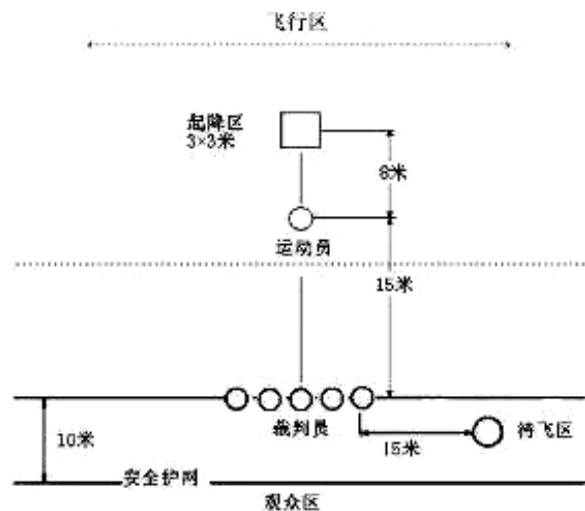 飞行区
起降区
3×3米
8米
运动员
15米
裁判员
待飞区
10米
15米
安全护网
观众区